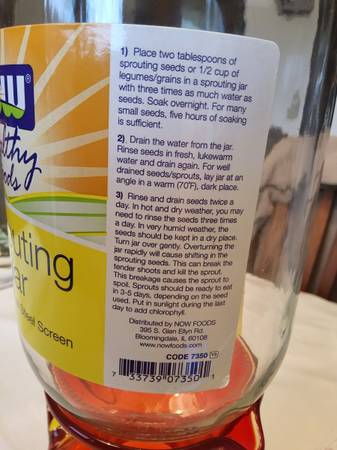 W®
lthy
ods
outing
ar
Steel Screen
1) Place two tablespoons of
sprouting seeds or 1/2 cup of
legumes/grains in a sprouting jar
with three times as much water as
seeds. Soak overnight. For many
small seeds, five hours of soaking
is sufficient.
2) Drain the water from the jar.
Rinse seeds in fresh, lukewarm
water and drain again. For well
drained seeds/sprouts, lay jar at an
angle in a warm (70°F), dark place.
3) Rinse and drain seeds twice a
day. In hot and dry weather, you may
need to rinse the seeds three times
a day. In very humid weather, the
seeds should be kept in a dry place.
Turn jar over gently. Overturning the
jar rapidly will cause shifting in the
sprouting seeds. This can break the
tender shoots and kill the sprout.
This breakage causes the sprout to
spoil. Sprouts should be ready to eat
in 3-5 days, depending on the seed
used. Put in sunlight during the last
day to add chlorophyll.
Distributed by NOW FOODS
395 S. Glen Ellyn Rd.
Bloomingdale, IL 60108
www.nowfoods.com
CODE 7350
7 33739 07350 1